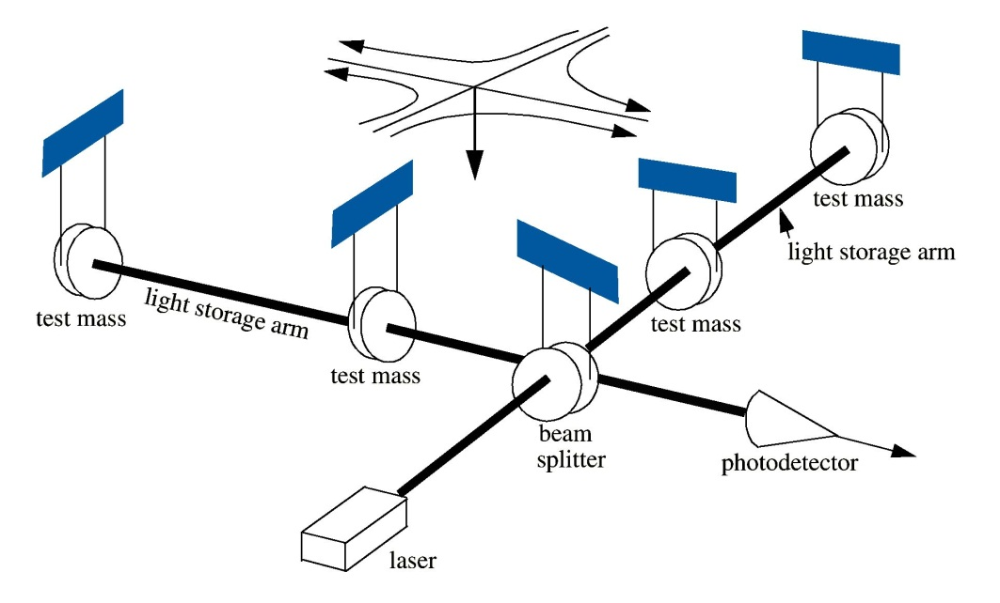 test mass
light storage arm
test mass
light storage arm
test mass
test mass
beam
splitter
photodetector
laser